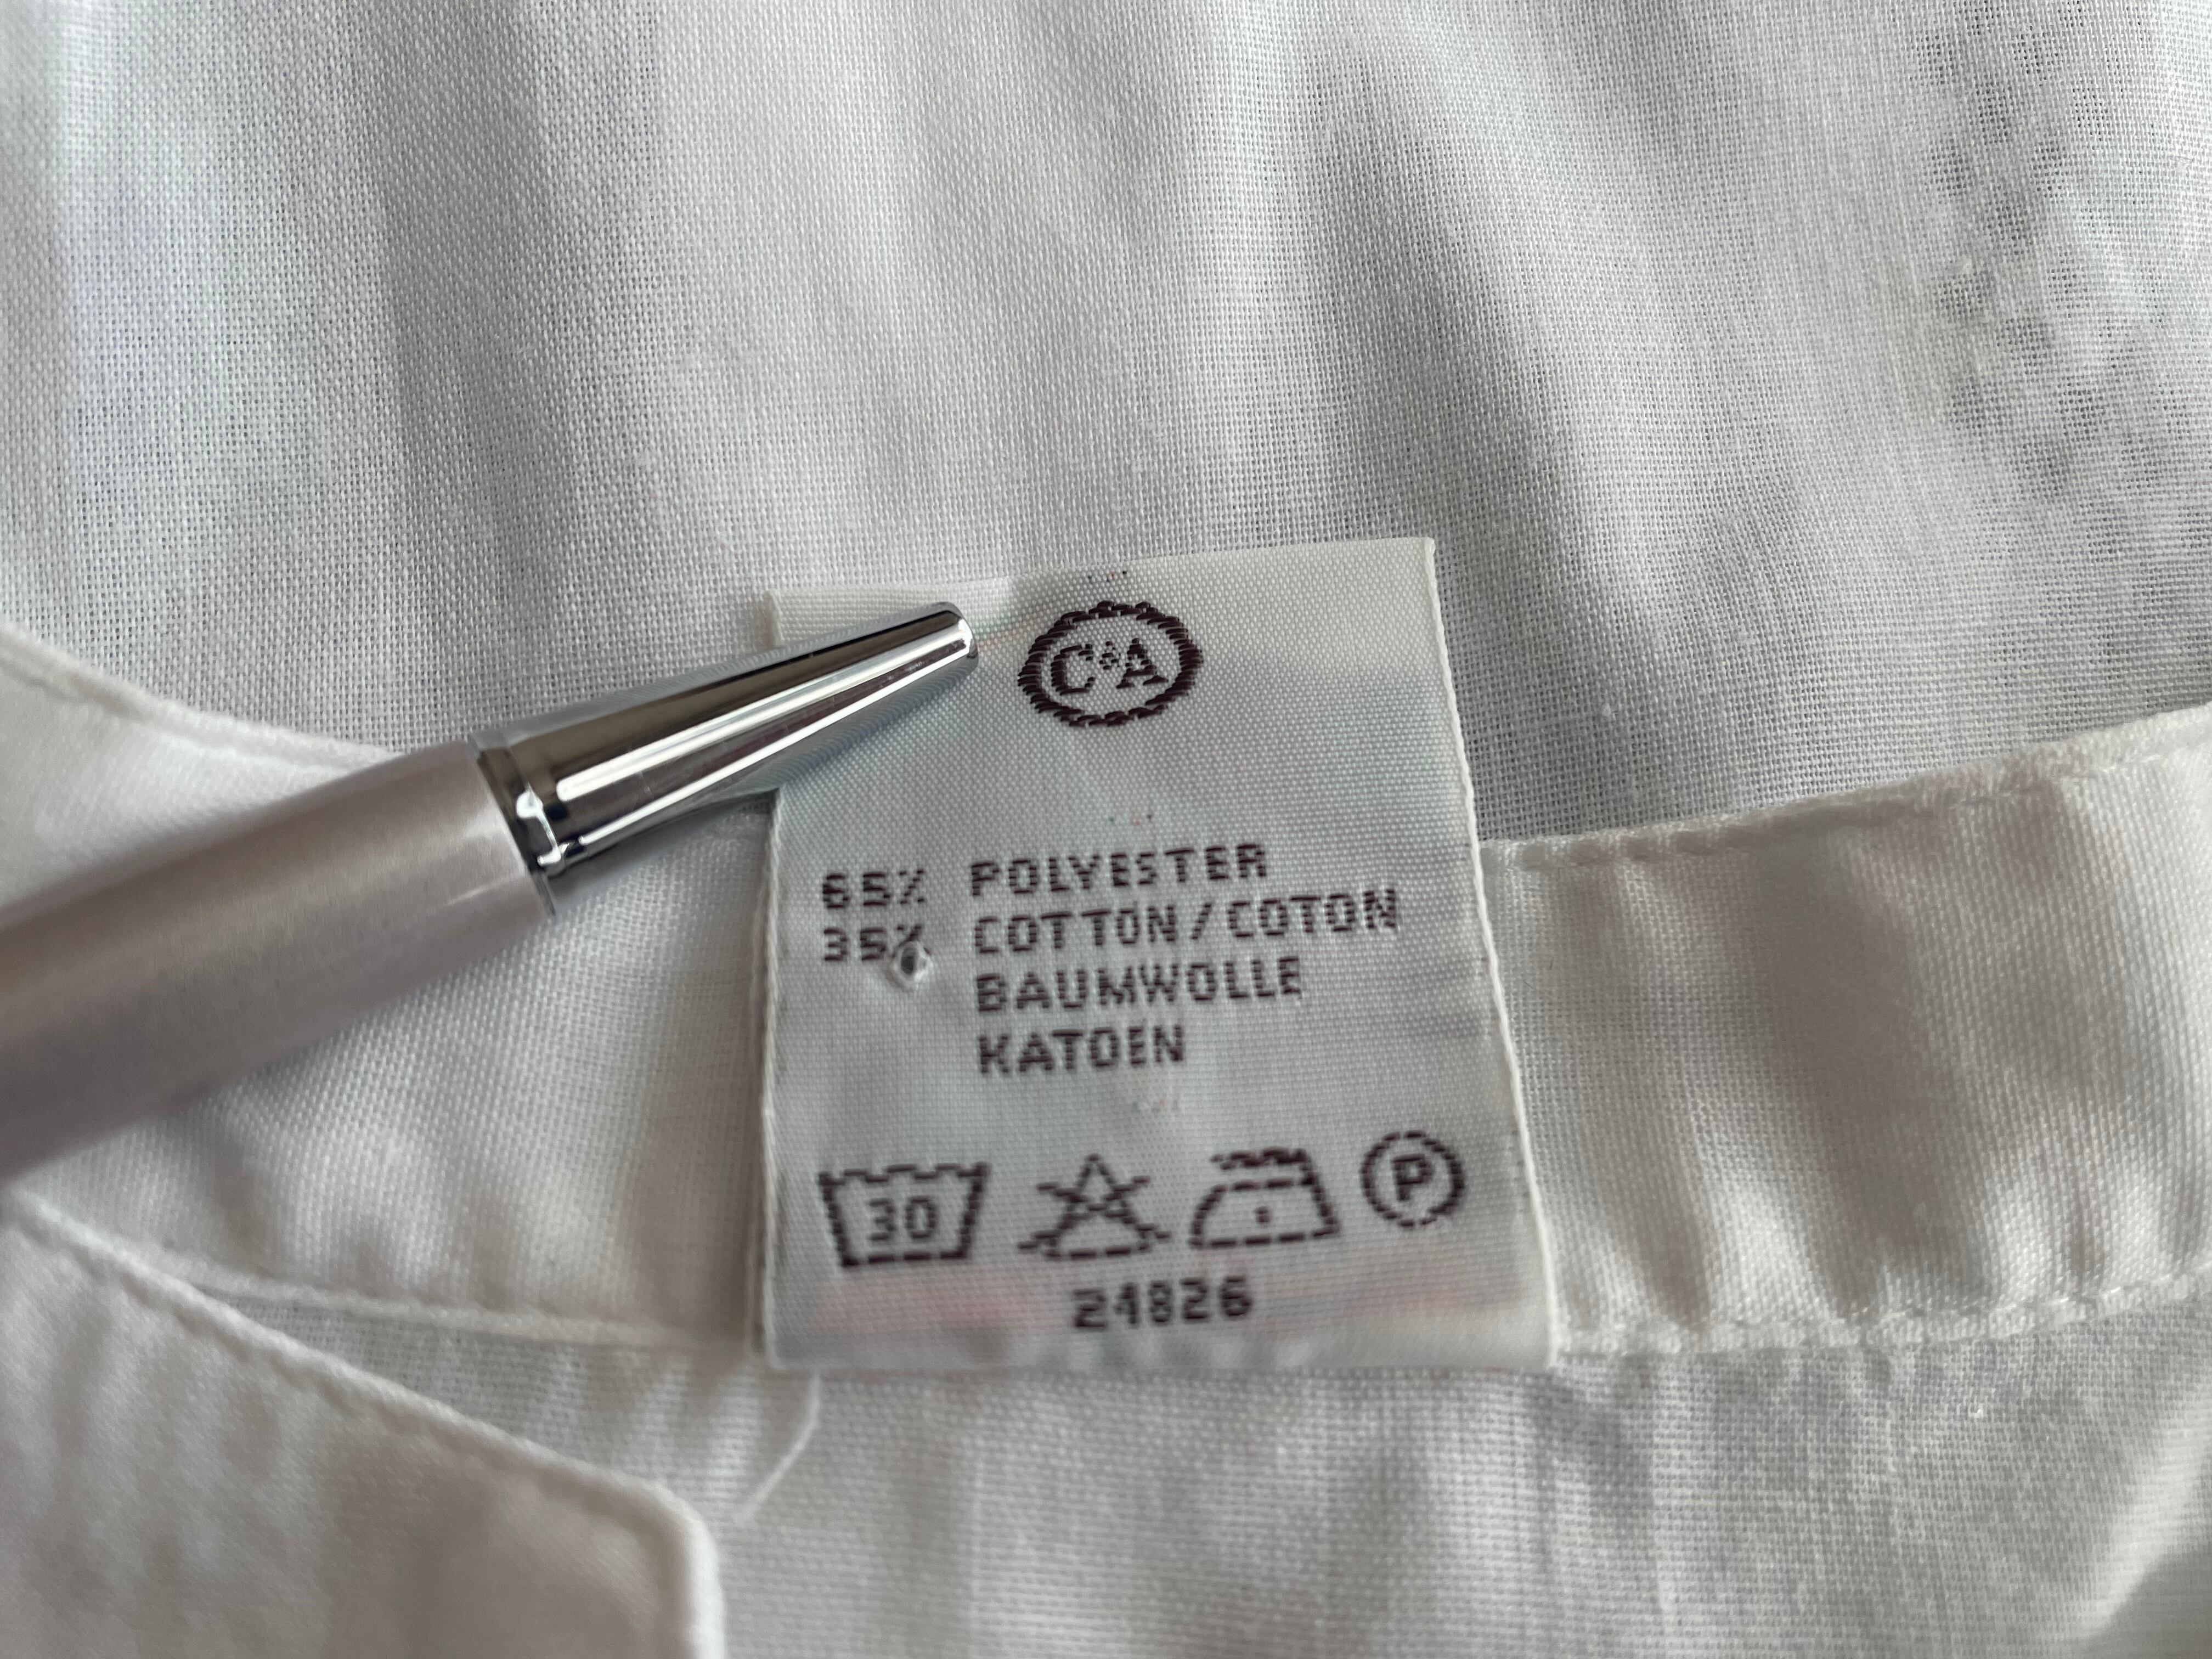 C&A
65% POLYESTER
35% COTTON/COTON
BAUMWOLLE
KATOEN
30 P
24826